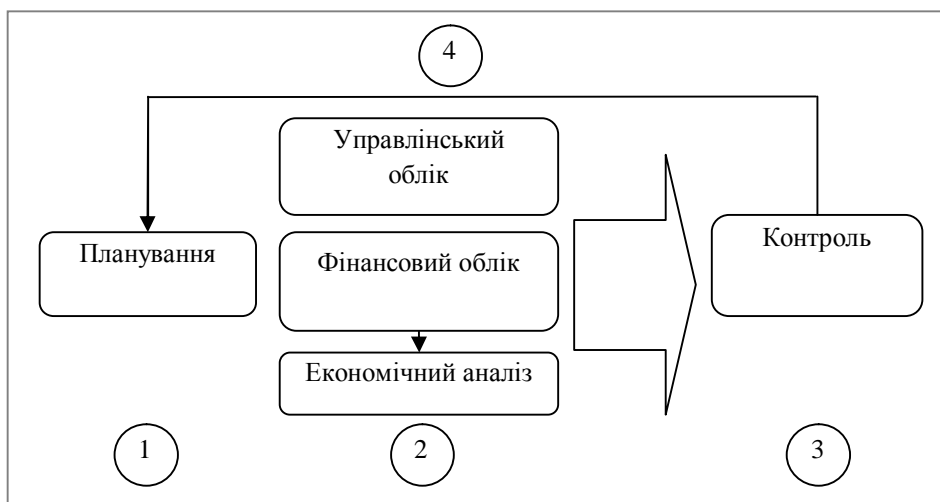 4
Управлінський
облік
Планування
Фінансовий облік
Контроль
Економічний аналіз
1
2
3